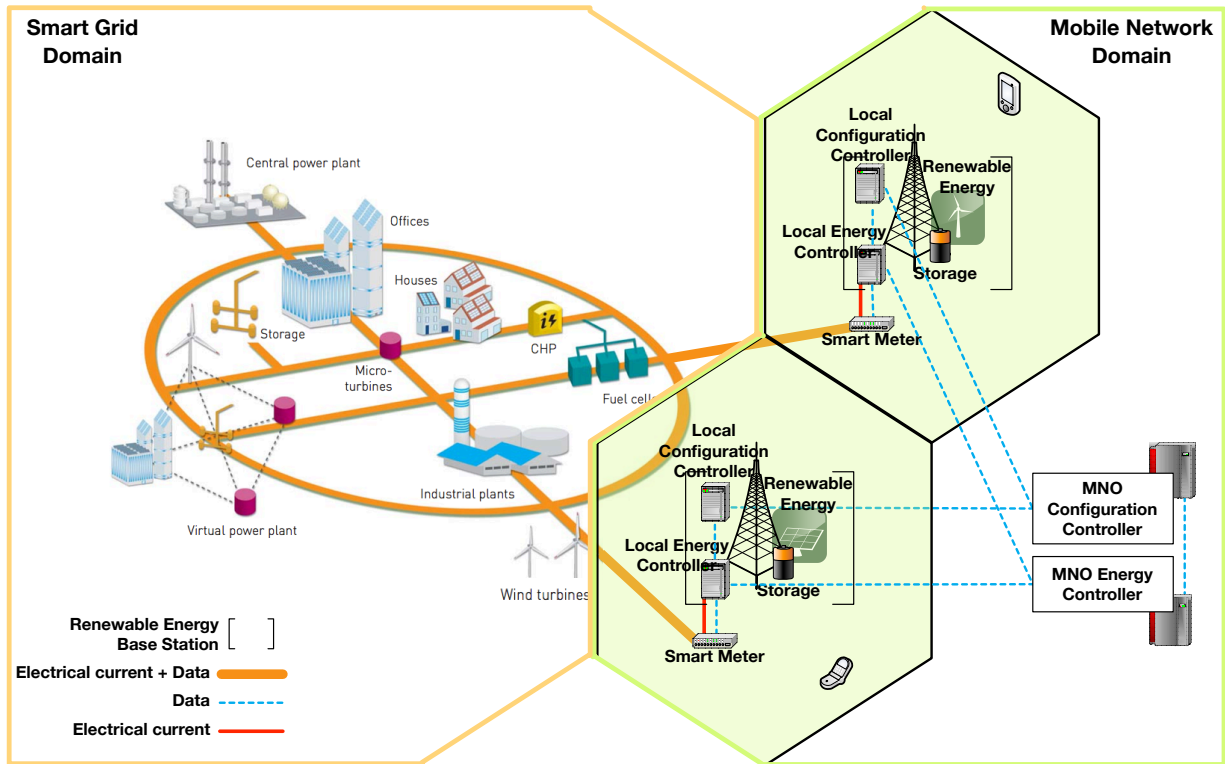 Smart Grid
Domain
Mobile Network
Domain
Central power plant
Offices
Houses
Storage
Micro-
turbines
CHP
Fuel cells
Industrial plants
Virtual power plant
Wind turbines
Local
Configuration
Controller
Renewable
Energy
Local Energy
Controller
Storage
Smart Meter
Local
Configuration
Controller
Renewable
Energy
Local Energy
Controller
Storage
Smart Meter
MNO
Configuration
Controller
MNO Energy
Controller
Renewable Energy
Base Station
Electrical current + Data
Data
Electrical current